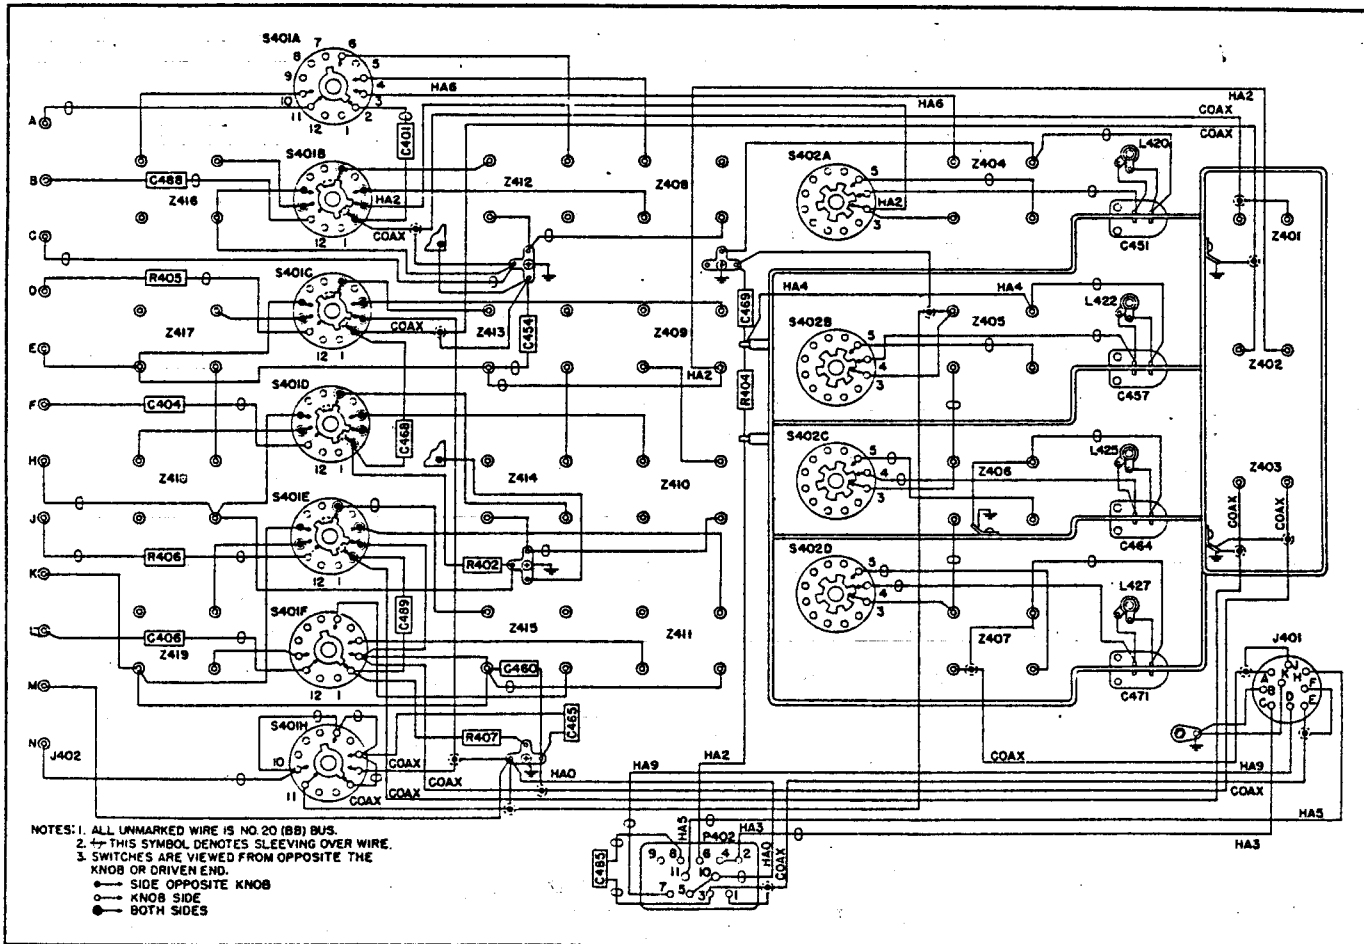 S401A
7 6
8 5
9 4
10 3
11 2
12 1
HA6
HA6
HA2
COAX
COAX
A
C401
S401B
B
C488
Z416
HA2
12 1
COAX
Z412
Z408
S402A
5
HA2
Z404
L420
C451
Z401
C
S401C
D
R405
Z417
COAX
12 1
Z413
C454
Z409
C469
HA4
HA4
S402B
5
4
3
Z405
L422
C457
Z402
E
HA2
R404
S401D
F
C404
C468
12 1
S402C
5
4
3
Z406
L425
C464
Z403
COAX
COAX
H
Z418
Z414
Z410
S401E
J
R406
12 1
R402
S402D
5
4
3
Z407
L427
C471
K
C489
S401F
L
C406
Z419
12 1
Z415
Z411
C460
J401
A
B
C
K
J
H
F
D
E
M
S401H
C465
R407
N
J402
10
11
COAX
COAX
COAX
HA0
HA2
HA9
COAX
HA9
COAX
HA5
HA3
HA5
P402
HA3
HA0
COAX
C485
9 8 6 4 2
11 10
7 5 3 1
NOTES: 1. ALL UNMARKED WIRE IS NO. 20 (BB) BUS.
2. THIS SYMBOL DENOTES SLEEVING OVER WIRE.
3. SWITCHES ARE VIEWED FROM OPPOSITE THE
KNOB OR DRIVEN END.
SIDE OPPOSITE KNOB
KNOB SIDE
BOTH SIDES